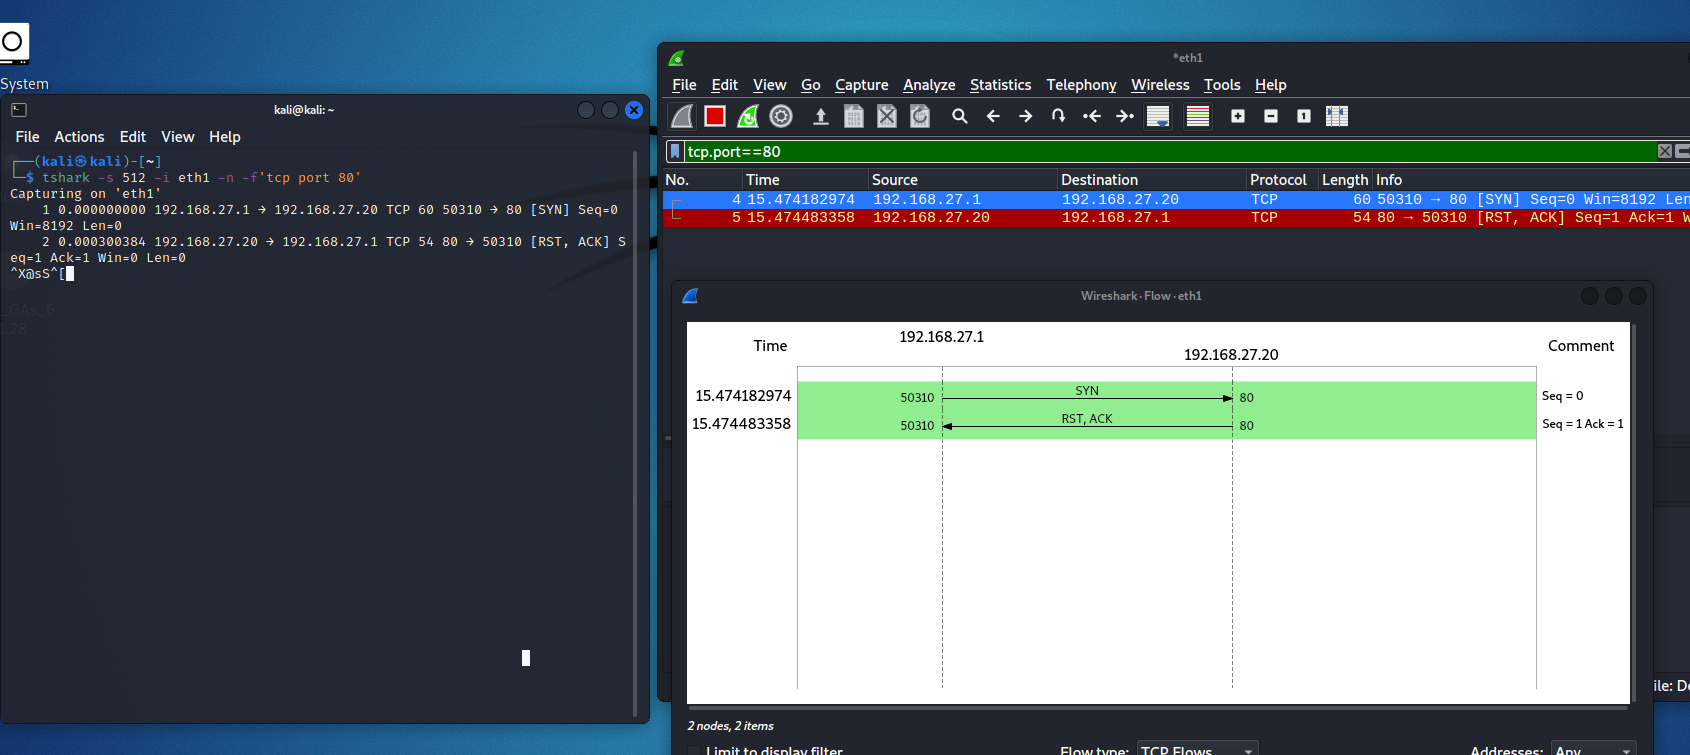 System
kali@kali: ~
File Actions Edit View Help
┌──(kali㉿kali)-[~]
└─$ tshark -s 512 -i eth1 -n -f'tcp port 80'
Capturing on 'eth1'
1 0.000000000 192.168.27.1 → 192.168.27.20 TCP 60 50310 → 80 [SYN] Seq=0
Win=8192 Len=0
2 0.000300384 192.168.27.20 → 192.168.27.1 TCP 54 80 → 50310 [RST, ACK] S
eq=1 Ack=1 Win=0 Len=0
^X@sS^[
_GAs_6
1.28
*eth1
File Edit View Go Capture Analyze Statistics Telephony Wireless Tools Help
tcp.port==80
No. Time Source Destination Protocol Length Info
4 15.474182974 192.168.27.1 192.168.27.20 TCP 60 50310 → 80 [SYN] Seq=0 Win=8192 Len
5 15.474483358 192.168.27.20 192.168.27.1 TCP 54 80 → 50310 [RST, ACK] Seq=1 Ack=1 W
Wireshark · Flow · eth1
Time 192.168.27.1 192.168.27.20 Comment
15.474182974 50310 SYN 80 Seq = 0
15.474483358 50310 RST, ACK 80 Seq = 1 Ack = 1
ile: De
2 nodes, 2 items
Limit to display filter Flow type: TCP Flows Addresses: Any